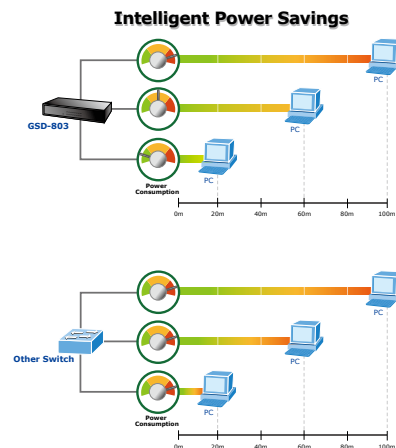 Intelligent Power Savings
PC
GSD-803
PC
PC
Power
Consumption
0m 20m 40m 60m 80m 100m
PC
Other Switch
PC
PC
Power
Consumption
0m 20m 40m 60m 80m 100m